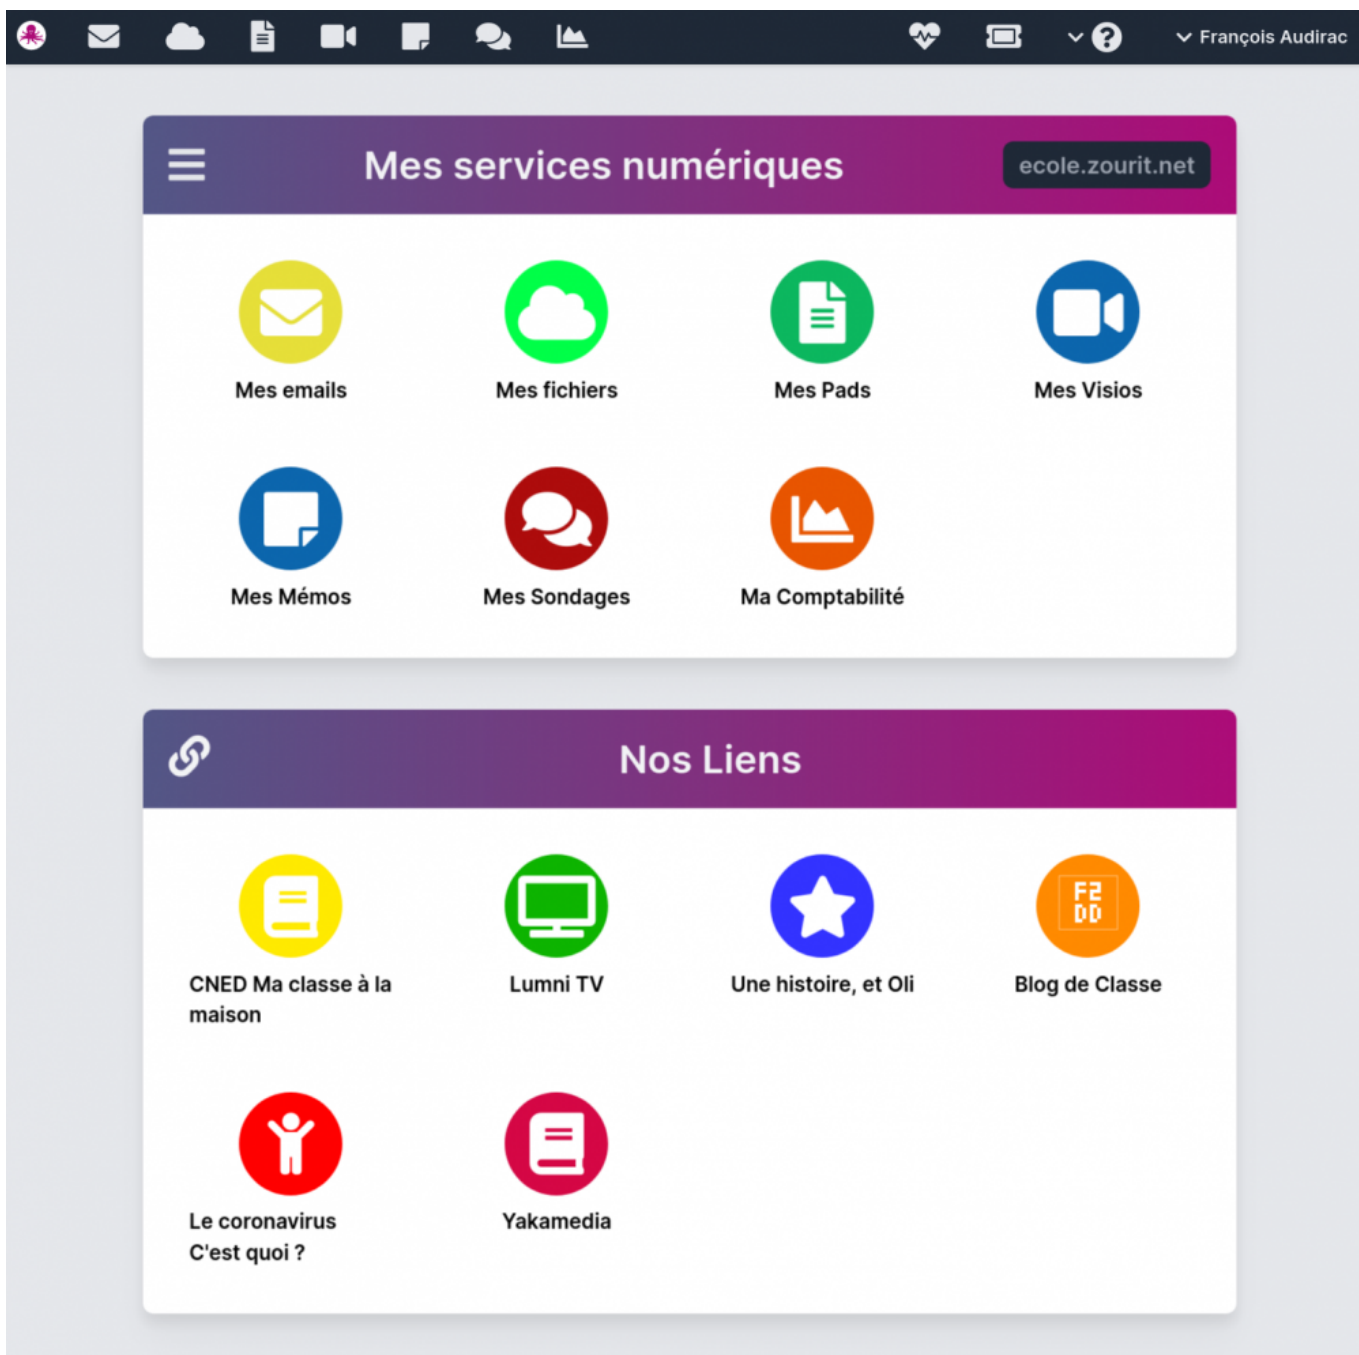 François Audirac
Mes services numériques
ecole.zourit.net
Mes emails
Mes fichiers
Mes Pads
Mes Visios
Mes Mémos
Mes Sondages
Ma Comptabilité
Nos Liens
F2
DD
CNED Ma classe à la
maison
Lumni TV
Une histoire, et Oli
Blog de Classe
Le coronavirus
C'est quoi ?
Yakamedia